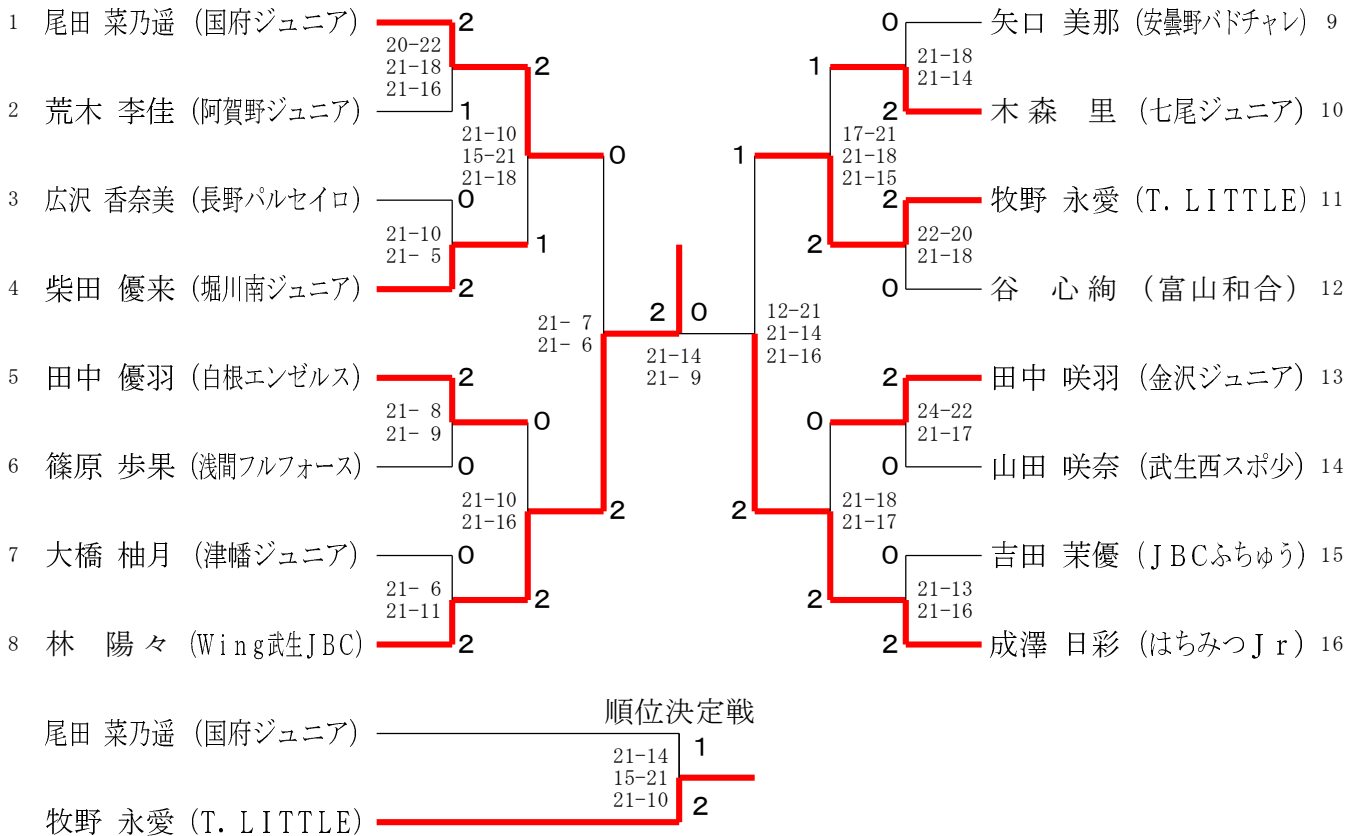 1 尾田 菜乃遥 (国府ジュニア) 2
20-22
21-18
21-16
2
2 荒木 李佳 (阿賀野ジュニア) 1
21-10
15-21
21-18
0
3 広沢 香奈美 (長野パルセイロ) 0
21-10
21- 5
1
4 柴田 優来 (堀川南ジュニア) 2
21- 7
21- 6
5 田中 優羽 (白根エンゼルス) 2
21- 8
21- 9
0
6 篠原 歩果 (浅間フルフォース) 0
21-10
21-16
2
7 大橋 柚月 (津幡ジュニア) 0
21- 6
21-11
2
8 林 陽々 (Wing武生JBC) 2
2 0
21-14
21- 9
0 矢口 美那 (安曇野バドチャレ) 9
21-18
21-14
1
2 木森 里 (七尾ジュニア) 10
17-21
21-18
21-15
1
2 牧野 永愛 (T. LITTLE) 11
22-20
21-18
2
0 谷 心絢 (富山和合) 12
12-21
21-14
21-16
2 田中 咲羽 (金沢ジュニア) 13
24-22
21-17
0
0 山田 咲奈 (武生西スポ少) 14
21-18
21-17
2
0 吉田 茉優 (JBCふちゅう) 15
21-13
21-16
2
2 成澤 日彩 (はちみつJr) 16
順位決定戦
尾田 菜乃遥 (国府ジュニア) 1
21-14
15-21
21-10
牧野 永愛 (T. LITTLE) 2